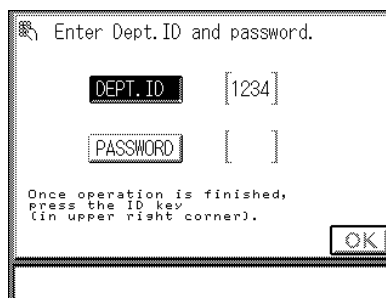 Enter Dept.ID and password.
DEPT.ID [1234]
PASSWORD [ ]
Once operation is finished,
press the ID key
(in upper right corner).
OK